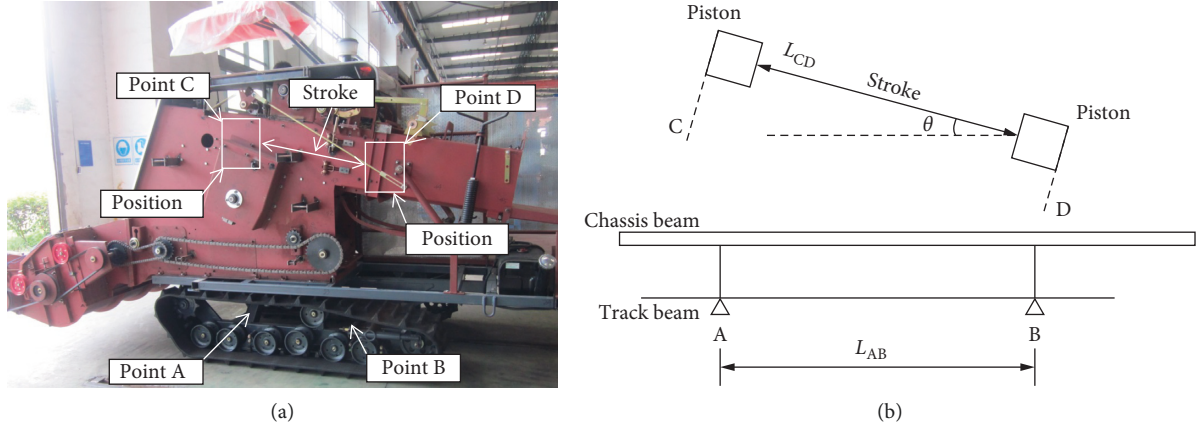 Point C
Stroke
Point D
Position
Position
Point A
Point B
(a)
Piston
L_CD
Stroke
Piston
C
θ
D
Chassis beam
Track beam
A
B
L_AB
(b)